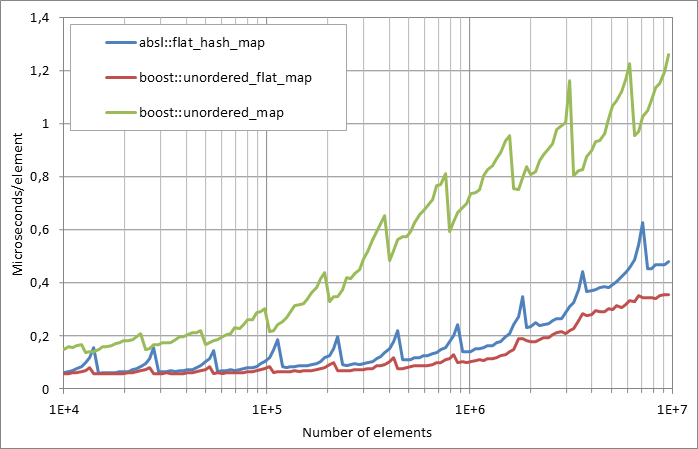 1,4
1,2
1
0,8
0,6
0,4
0,2
0
Microseconds/element
absl::flat_hash_map
boost::unordered_flat_map
boost::unordered_map
1E+4 1E+5 1E+6 1E+7
Number of elements